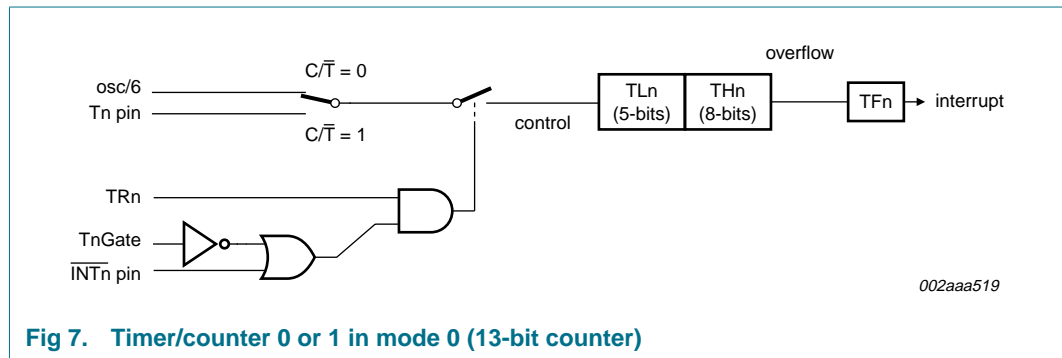 overflow
C/T̅ = 0
osc/6
Tn pin
C/T̅ = 1
control
TLn
(5-bits)
THn
(8-bits)
TFn
interrupt
TRn
TnGate
I̅N̅T̅n̅ pin
002aaa519
Fig 7. Timer/counter 0 or 1 in mode 0 (13-bit counter)